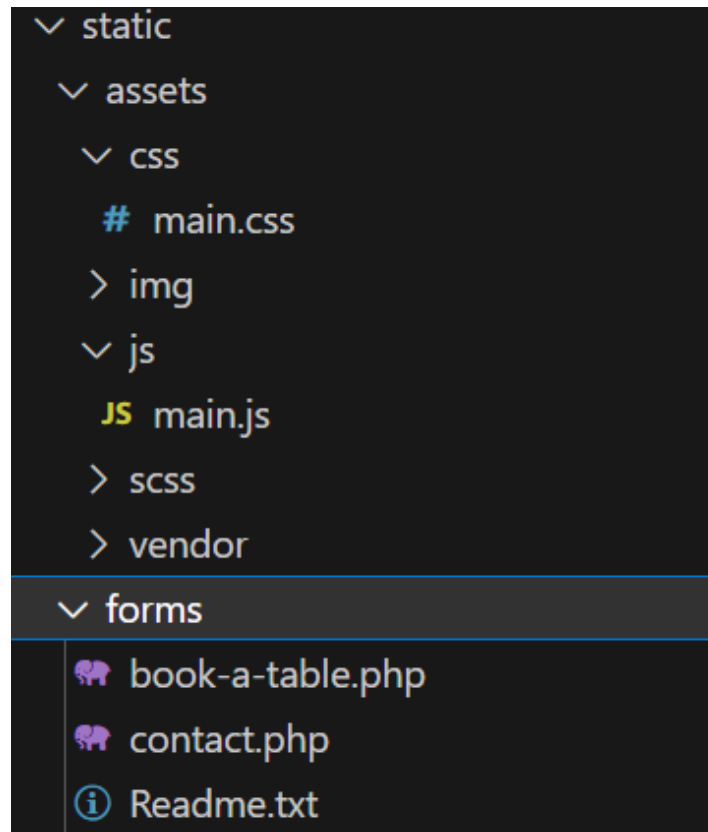 static
assets
css
# main.css
img
js
JS main.js
scss
vendor
forms
book-a-table.php
contact.php
Readme.txt